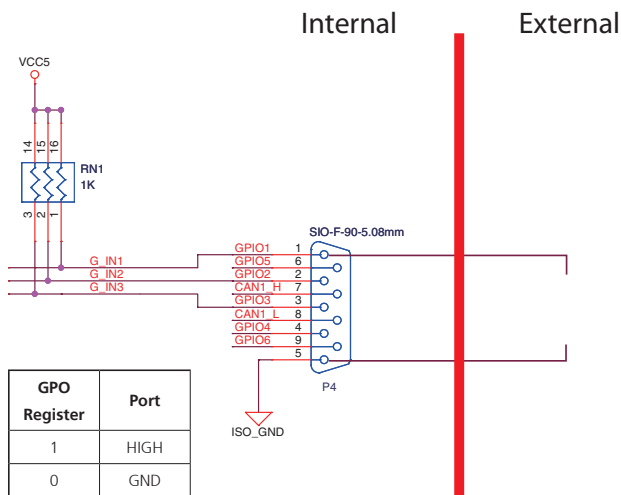 Internal
External
VCC5
14
15
16
RN1
1K
3
2
1
SIO-F-90-5.08mm
G_IN1
G_IN2
G_IN3
GPIO1
1
GPIO5
6
GPIO2
2
CAN1_H
7
GPIO3
3
CAN1_L
8
GPIO4
4
GPIO6
9
5
P4
ISO_GND
GPO Register
Port
1
HIGH
0
GND